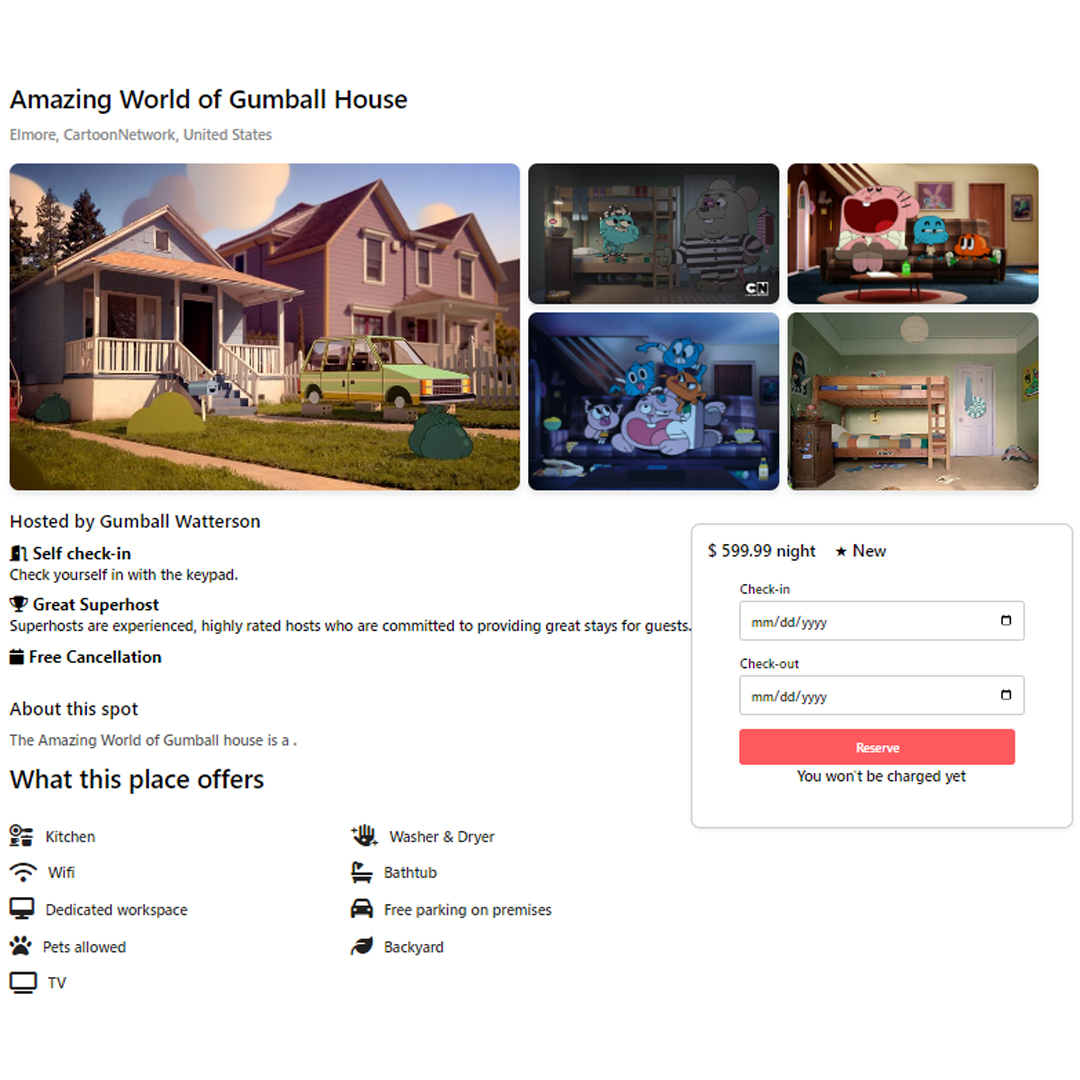 Amazing World of Gumball House
Elmore, CartoonNetwork, United States
CN
Hosted by Gumball Watterson
Self check-in
Check yourself in with the keypad.
Great Superhost
Superhosts are experienced, highly rated hosts who are committed to providing great stays for guests.
Free Cancellation
About this spot
The Amazing World of Gumball house is a .
What this place offers
Kitchen
Washer & Dryer
Wifi
Bathtub
Dedicated workspace
Free parking on premises
Pets allowed
Backyard
TV
$ 599.99 night ★ New
Check-in
mm/dd/yyyy
Check-out
mm/dd/yyyy
Reserve
You won't be charged yet